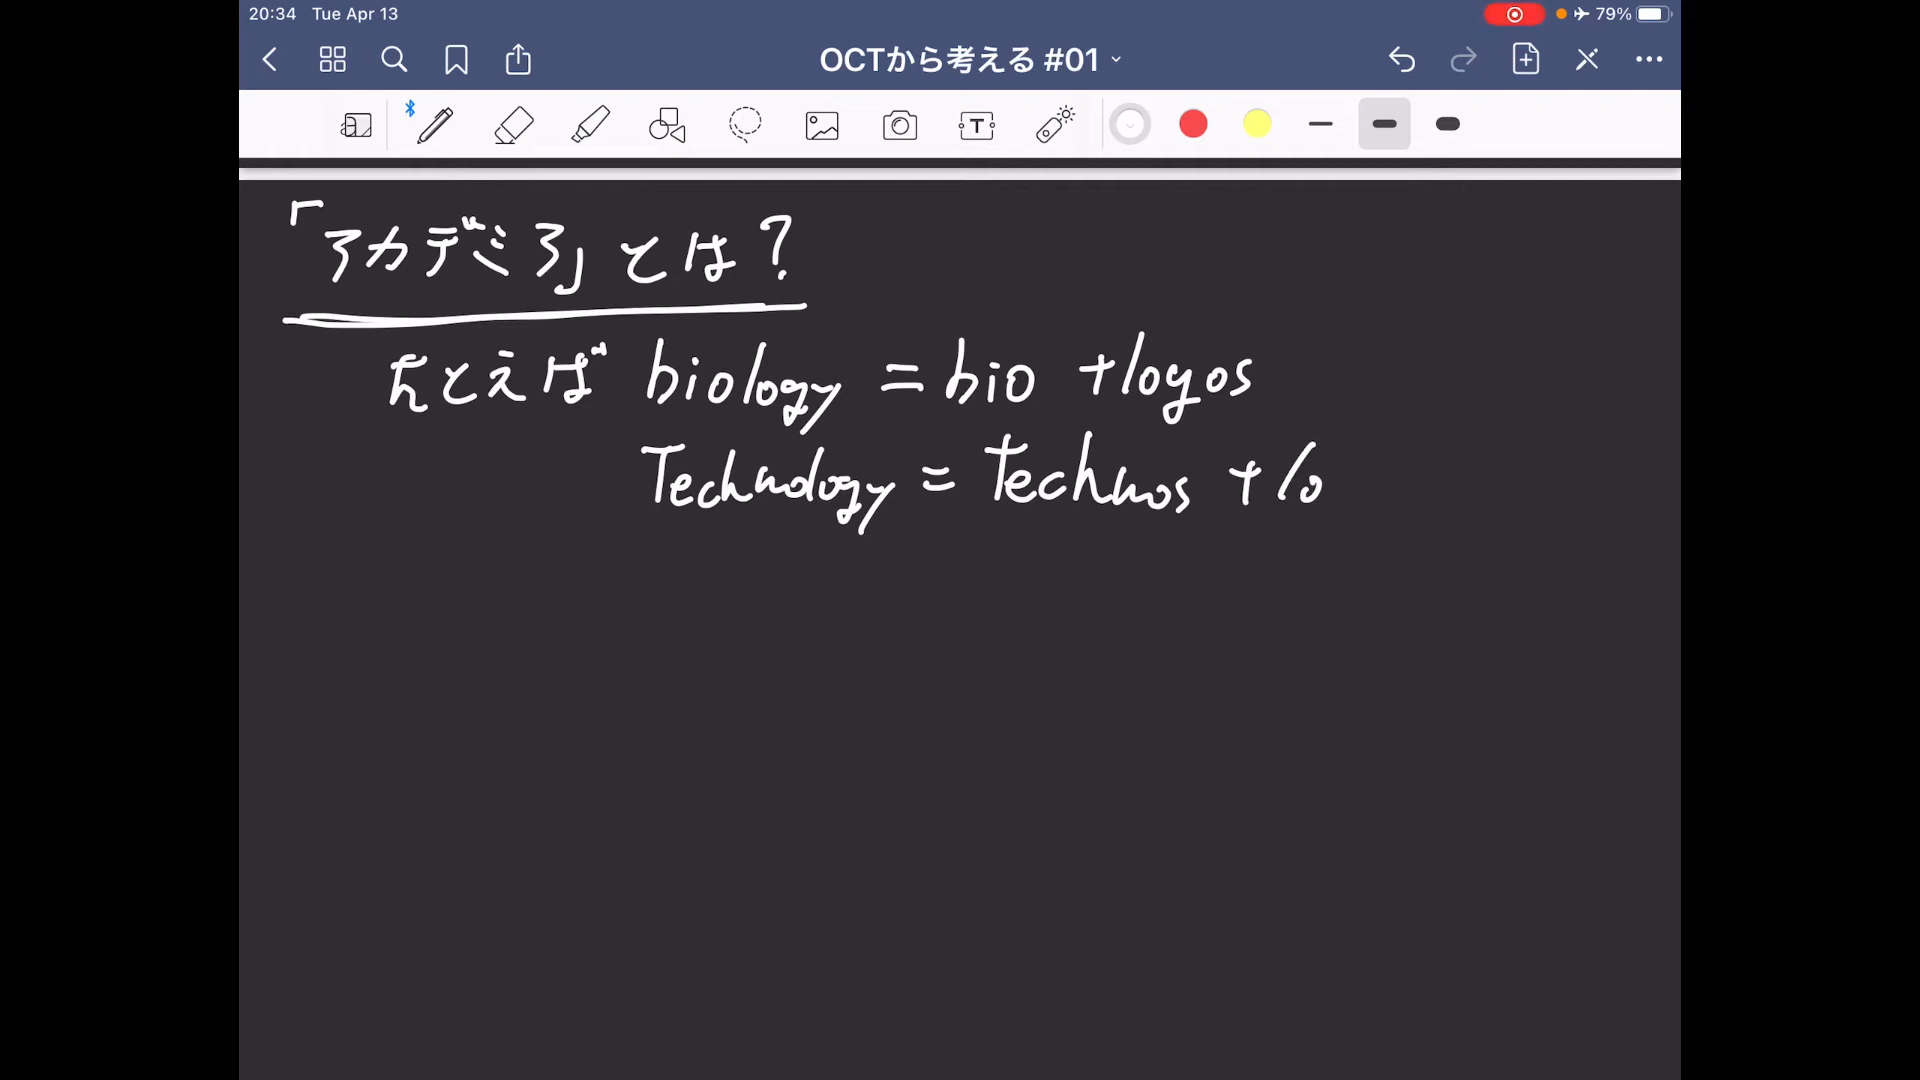 20:34 Tue Apr 13 79%
OCTから考える #01
「アカデミア」とは?
たとえば biology = bio + logos
Technology = technos + lo